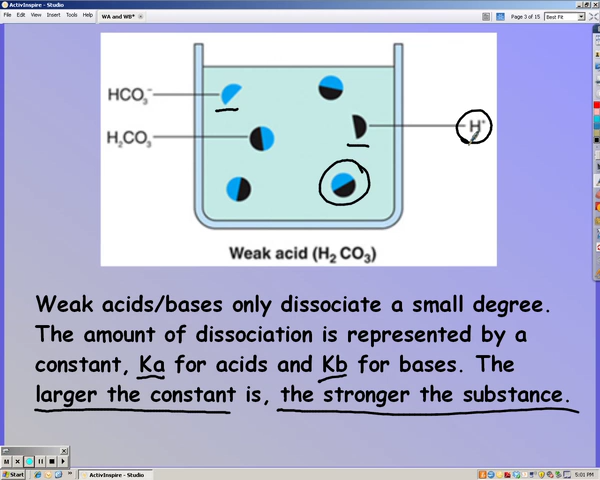 ActivInspire - Studio
File Edit View Insert Tools Help
WA and WB*
Page 3 of 15
Best Fit
HCO₃⁻
H₂CO₃
H⁺
Weak acid (H₂ CO₃)
Weak acids/bases only dissociate a small degree.
The amount of dissociation is represented by a
constant, Ka for acids and Kb for bases. The
larger the constant is, the stronger the substance.
Start
ActivInspire - Studio
5:01 PM